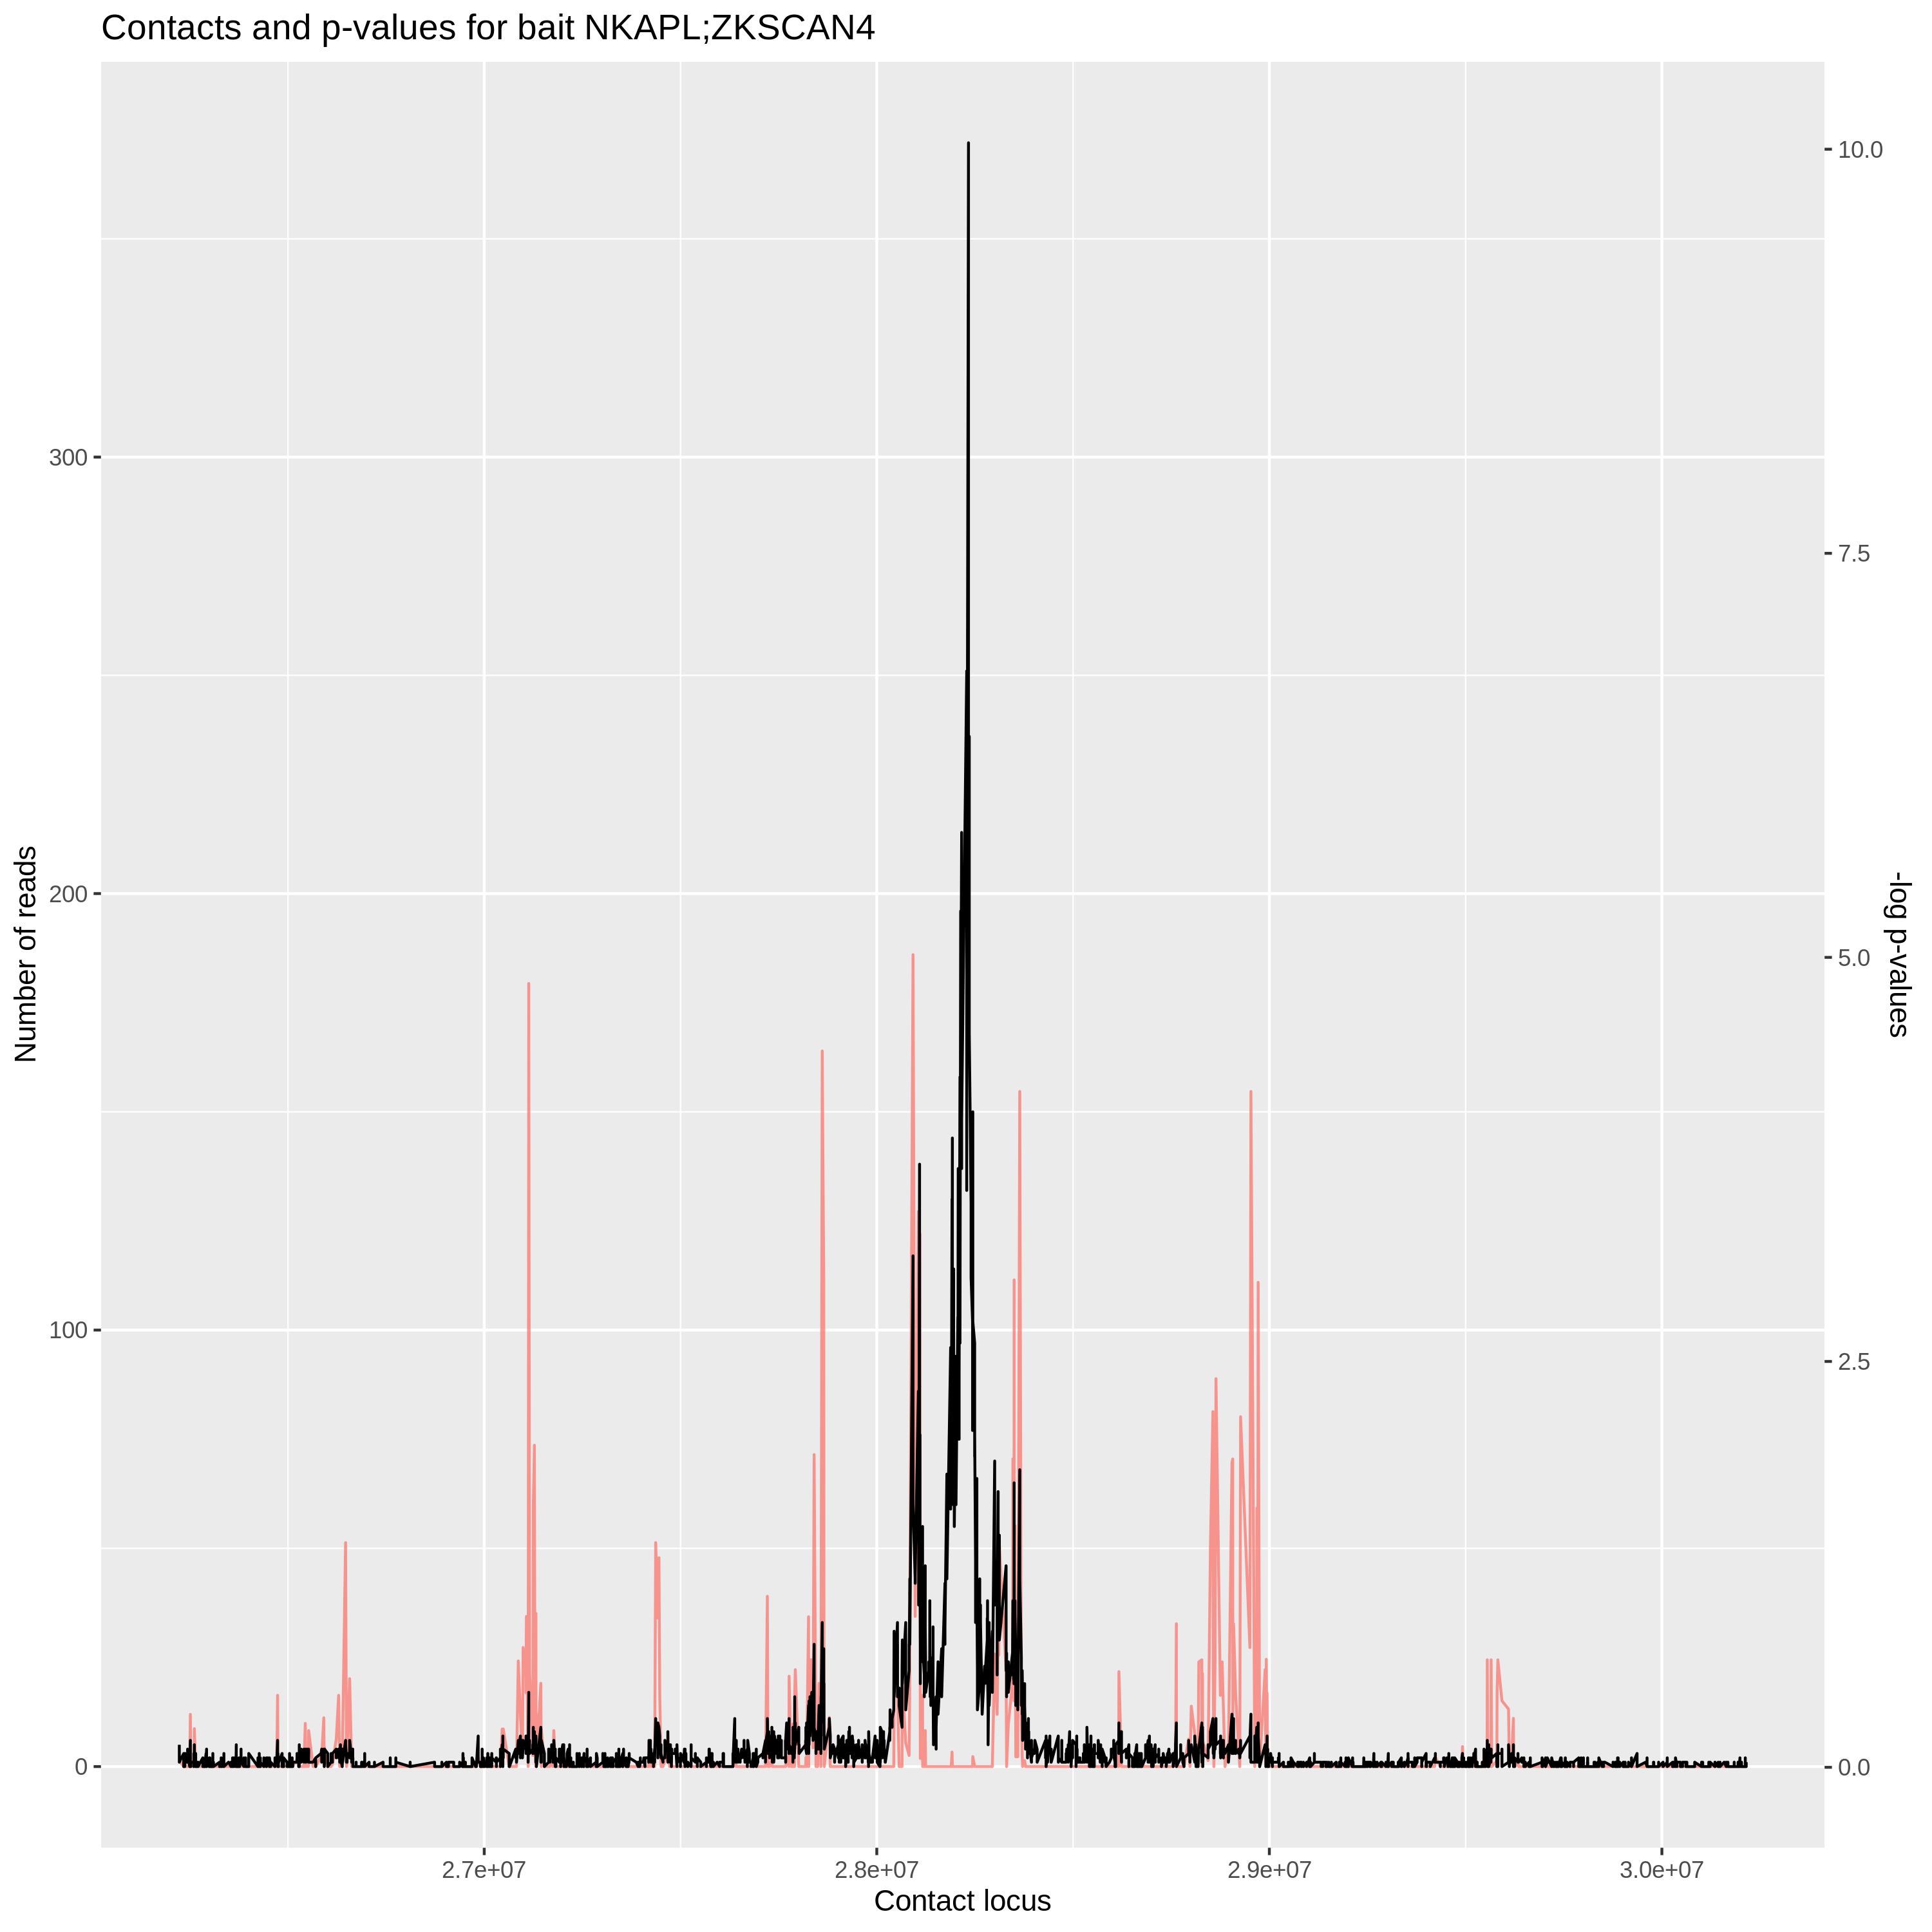 Contacts and p-values for bait NKAPL;ZKSCAN4
10.0
7.5
300
200
5.0
Number of reads
-log p-values
100
2.5
0
0.0
2.7e+07
2.8e+07
2.9e+07
3.0e+07
Contact locus